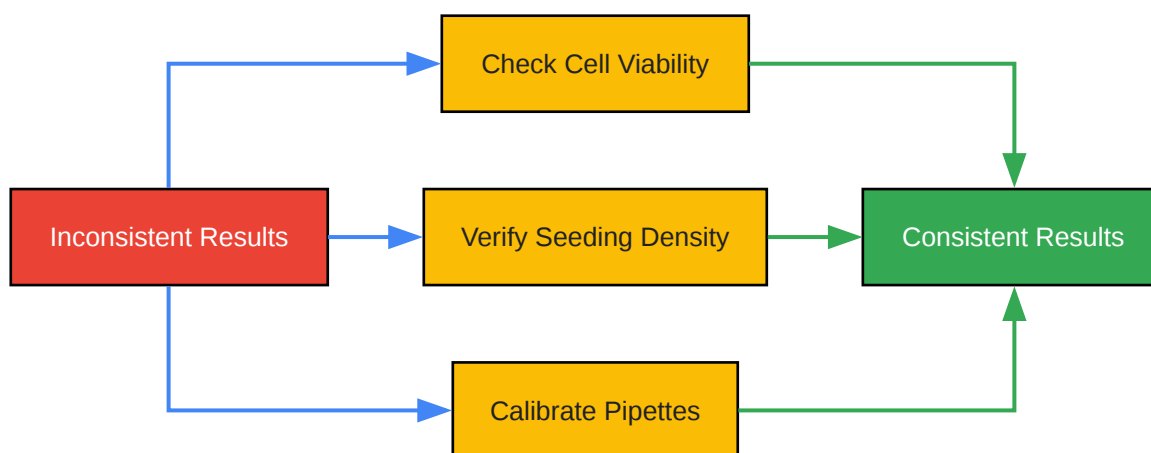 Check Cell Viability
Inconsistent Results
Verify Seeding Density
Consistent Results
Calibrate Pipettes